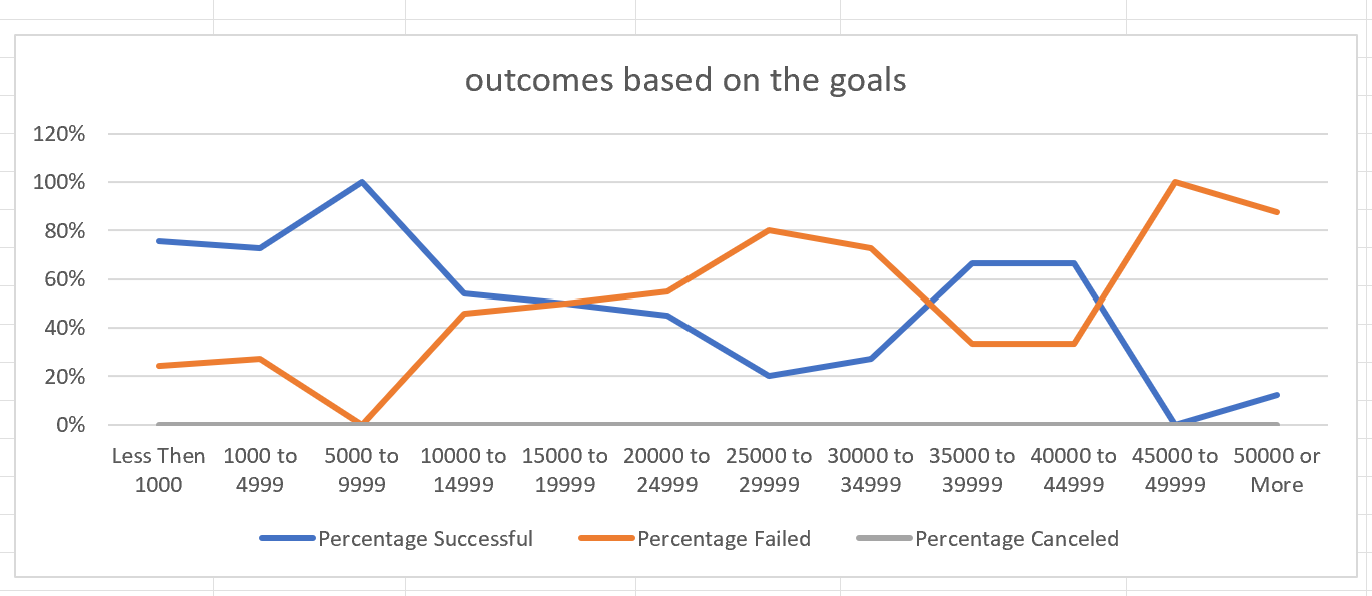 outcomes based on the goals
120%
100%
80%
60%
40%
20%
0%
Less Then 1000 to 5000 to 10000 to 15000 to 20000 to 25000 to 30000 to 35000 to 40000 to 45000 to 50000 or
1000 4999 9999 14999 19999 24999 29999 34999 39999 44999 49999 More
Percentage Successful Percentage Failed Percentage Canceled